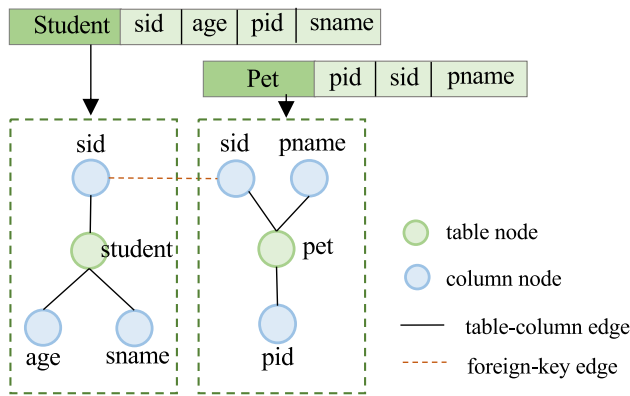 Student sid age pid sname
Pet pid sid pname
sid
sid pname
student
pet
age sname
pid
table node
column node
table-column edge
foreign-key edge